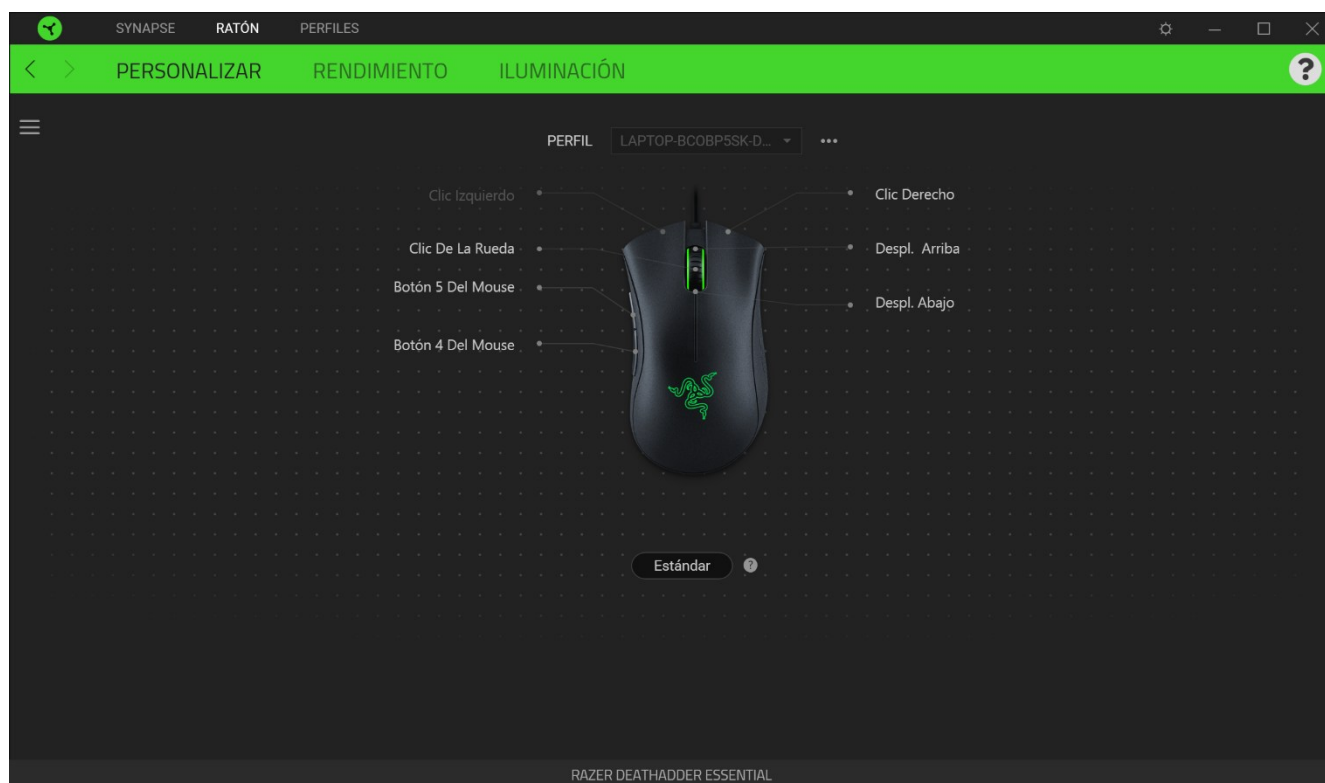 SYNAPSE RATÓN PERFILES
PERSONALIZAR RENDIMIENTO ILUMINACIÓN ?
PERFIL LAPTOP-BCOBP5SK-D...
Clic Izquierdo Clic Derecho
Clic De La Rueda Despl. Arriba
Botón 5 Del Mouse
Despl. Abajo
Botón 4 Del Mouse
Estándar ?
RAZER DEATHADDER ESSENTIAL